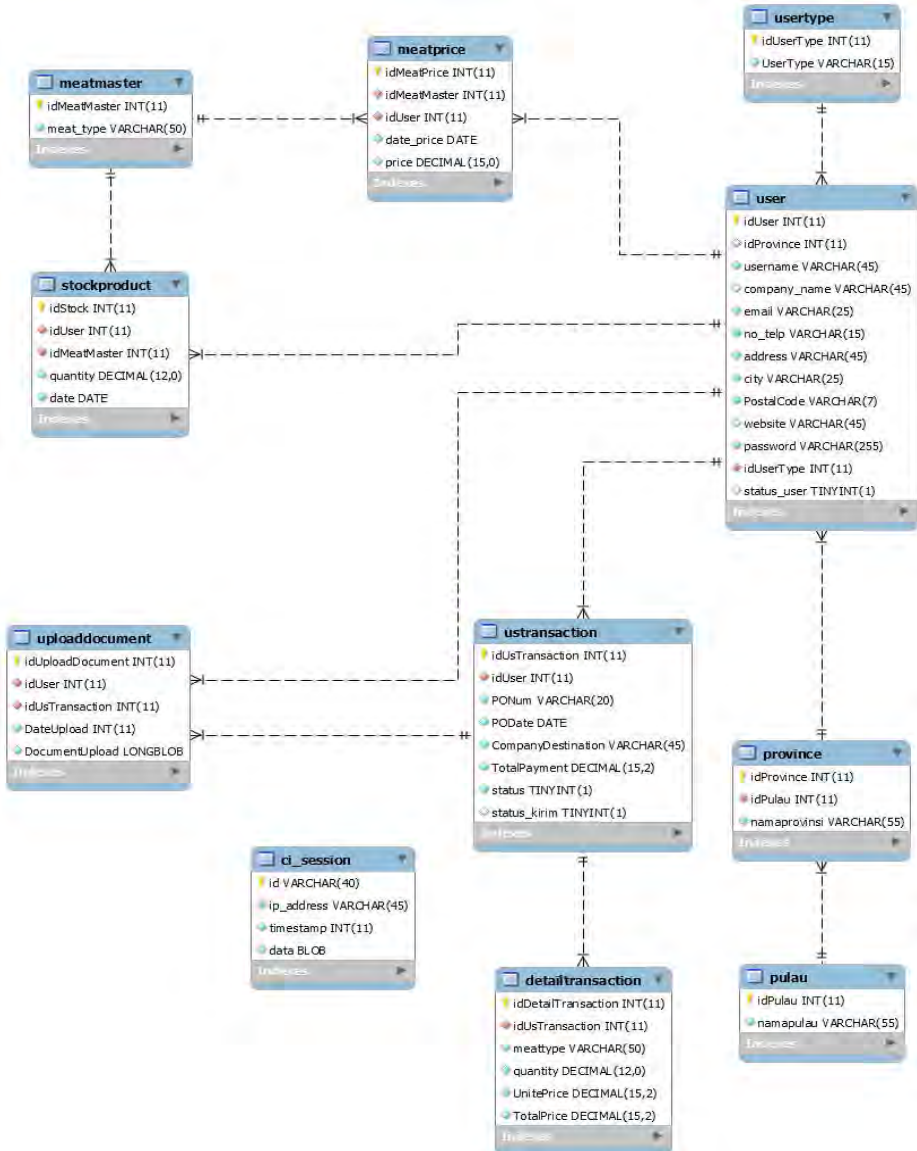 usertype
idUserType INT(11)
UserType VARCHAR(15)
Indexes
meatprice
idMeatPrice INT(11)
idMeatMaster INT(11)
idUser INT(11)
date_price DATE
price DECIMAL(15,0)
Indexes
meatmaster
idMeatMaster INT(11)
meat_type VARCHAR(50)
Indexes
user
idUser INT(11)
idProvince INT(11)
username VARCHAR(45)
company_name VARCHAR(45)
email VARCHAR(25)
no_telp VARCHAR(15)
address VARCHAR(45)
city VARCHAR(25)
PostalCode VARCHAR(7)
website VARCHAR(45)
password VARCHAR(255)
idUserType INT(11)
status_user TINYINT(1)
Indexes
stockproduct
idStock INT(11)
idUser INT(11)
idMeatMaster INT(11)
quantity DECIMAL(12,0)
date DATE
Indexes
uploaddocument
idUploadDocument INT(11)
idUser INT(11)
idUsTransaction INT(11)
DateUpload INT(11)
DocumentUpload LONGBLOB
Indexes
ustransaction
idUsTransaction INT(11)
idUser INT(11)
PONum VARCHAR(20)
PODate DATE
CompanyDestination VARCHAR(45)
TotalPayment DECIMAL(15,2)
status TINYINT(1)
status_kirim TINYINT(1)
Indexes
province
idProvince INT(11)
idPulau INT(11)
namaprovinsi VARCHAR(55)
Indexes
ci_session
id VARCHAR(40)
ip_address VARCHAR(45)
timestamp INT(11)
data BLOB
Indexes
detailtransaction
idDetailTransaction INT(11)
idUsTransaction INT(11)
meattype VARCHAR(50)
quantity DECIMAL(12,0)
UnitePrice DECIMAL(15,2)
TotalPrice DECIMAL(15,2)
Indexes
pulau
idPulau INT(11)
namapulau VARCHAR(55)
Indexes